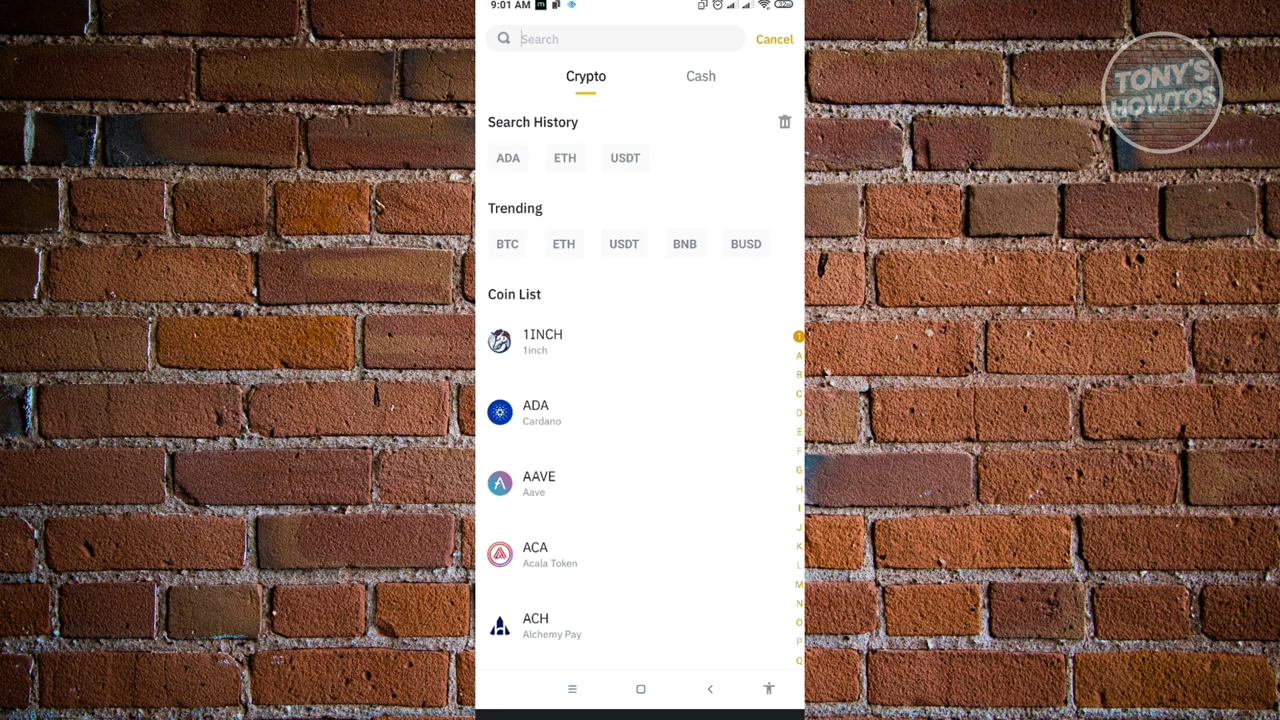 9:01 AM
Search
Cancel
Crypto
Cash
Search History
ADA
ETH
USDT
Trending
BTC
ETH
USDT
BNB
BUSD
Coin List
1INCH
1inch
ADA
Cardano
AAVE
Aave
ACA
Acala Token
ACH
Alchemy Pay
1
A
B
C
D
E
F
G
H
I
J
K
L
M
N
O
P
Q
TONY'S
HOWTOS